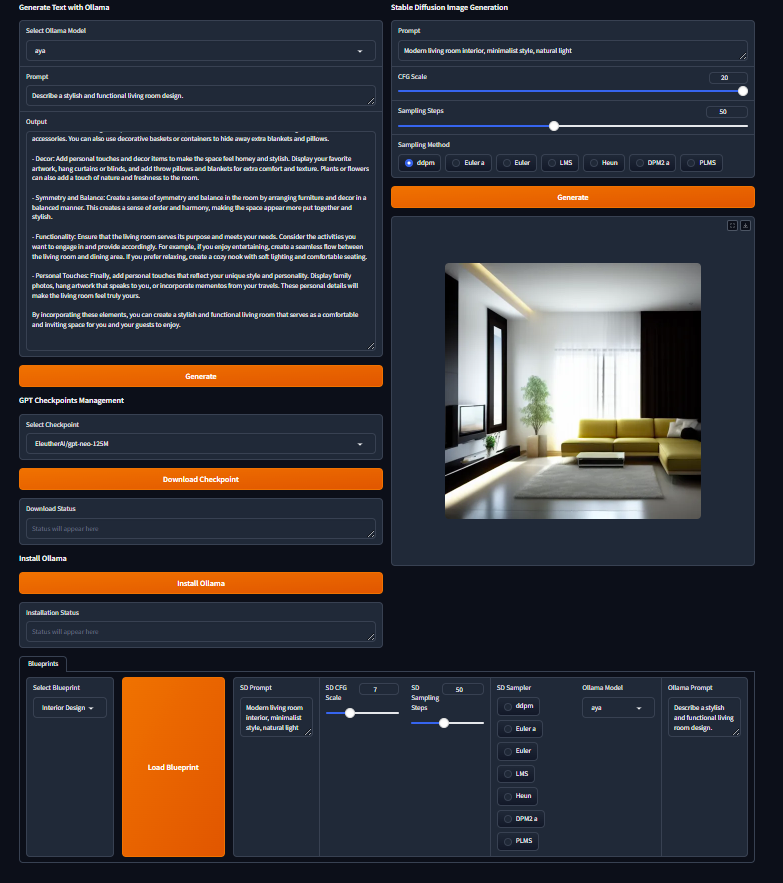 Generate Text with Ollama
Select Ollama Model
aya
Prompt
Describe a stylish and functional living room design.
Output
accessories. You can also use decorative baskets or containers to hide away extra blankets and pillows.
- Decor: Add personal touches and decor items to make the space feel homey and stylish. Display your favorite
artwork, hang curtains or blinds, and add throw pillows and blankets for extra comfort and texture. Plants or flowers
can also add a touch of nature and freshness to the room.
- Symmetry and Balance: Create a sense of symmetry and balance in the room by arranging furniture and decor in a
balanced manner. This creates a sense of order and harmony, making the space appear more put together and
stylish.
- Functionality: Ensure that the living room serves its purpose and meets your needs. Consider the activities you
want to engage in and provide accordingly. For example, if you enjoy entertaining, create a seamless flow between
the living room and dining area. If you prefer relaxing, create a cozy nook with soft lighting and comfortable seating.
- Personal Touches: Finally, add personal touches that reflect your unique style and personality. Display family
photos, hang artwork that speaks to you, or incorporate mementos from your travels. These personal details will
make the living room feel truly yours.
By incorporating these elements, you can create a stylish and functional living room that serves as a comfortable
and inviting space for you and your guests to enjoy.
Generate
GPT Checkpoints Management
Select Checkpoint
EleutherAI/gpt-neo-125M
Download Checkpoint
Download Status
Status will appear here
Install Ollama
Install Ollama
Installation Status
Status will appear here
Stable Diffusion Image Generation
Prompt
Modern living room interior, minimalist style, natural light
CFG Scale
20
Sampling Steps
50
Sampling Method
ddpm
Euler a
Euler
LMS
Heun
DPM2 a
PLMS
Generate
Blueprints
Select Blueprint
Interior Design
Load Blueprint
SD Prompt
Modern living room
interior, minimalist
style, natural light
SD CFG
Scale
7
SD
Sampling
Steps
50
SD Sampler
ddpm
Euler a
Euler
LMS
Heun
DPM2 a
PLMS
Ollama Model
aya
Ollama Prompt
Describe a stylish
and functional living
room design.